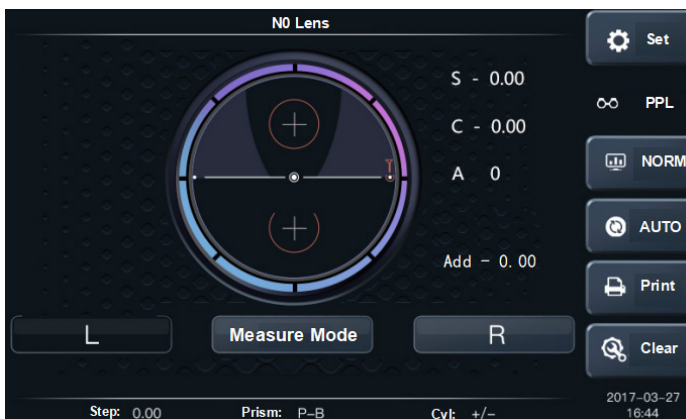 N0 Lens
S - 0.00
C - 0.00
A 0
Add - 0.00
L
Measure Mode
R
Step: 0.00 Prism: P-B Cyl: +/-
Set
PPL
NORM
AUTO
Print
Clear
2017-03-27
16:44